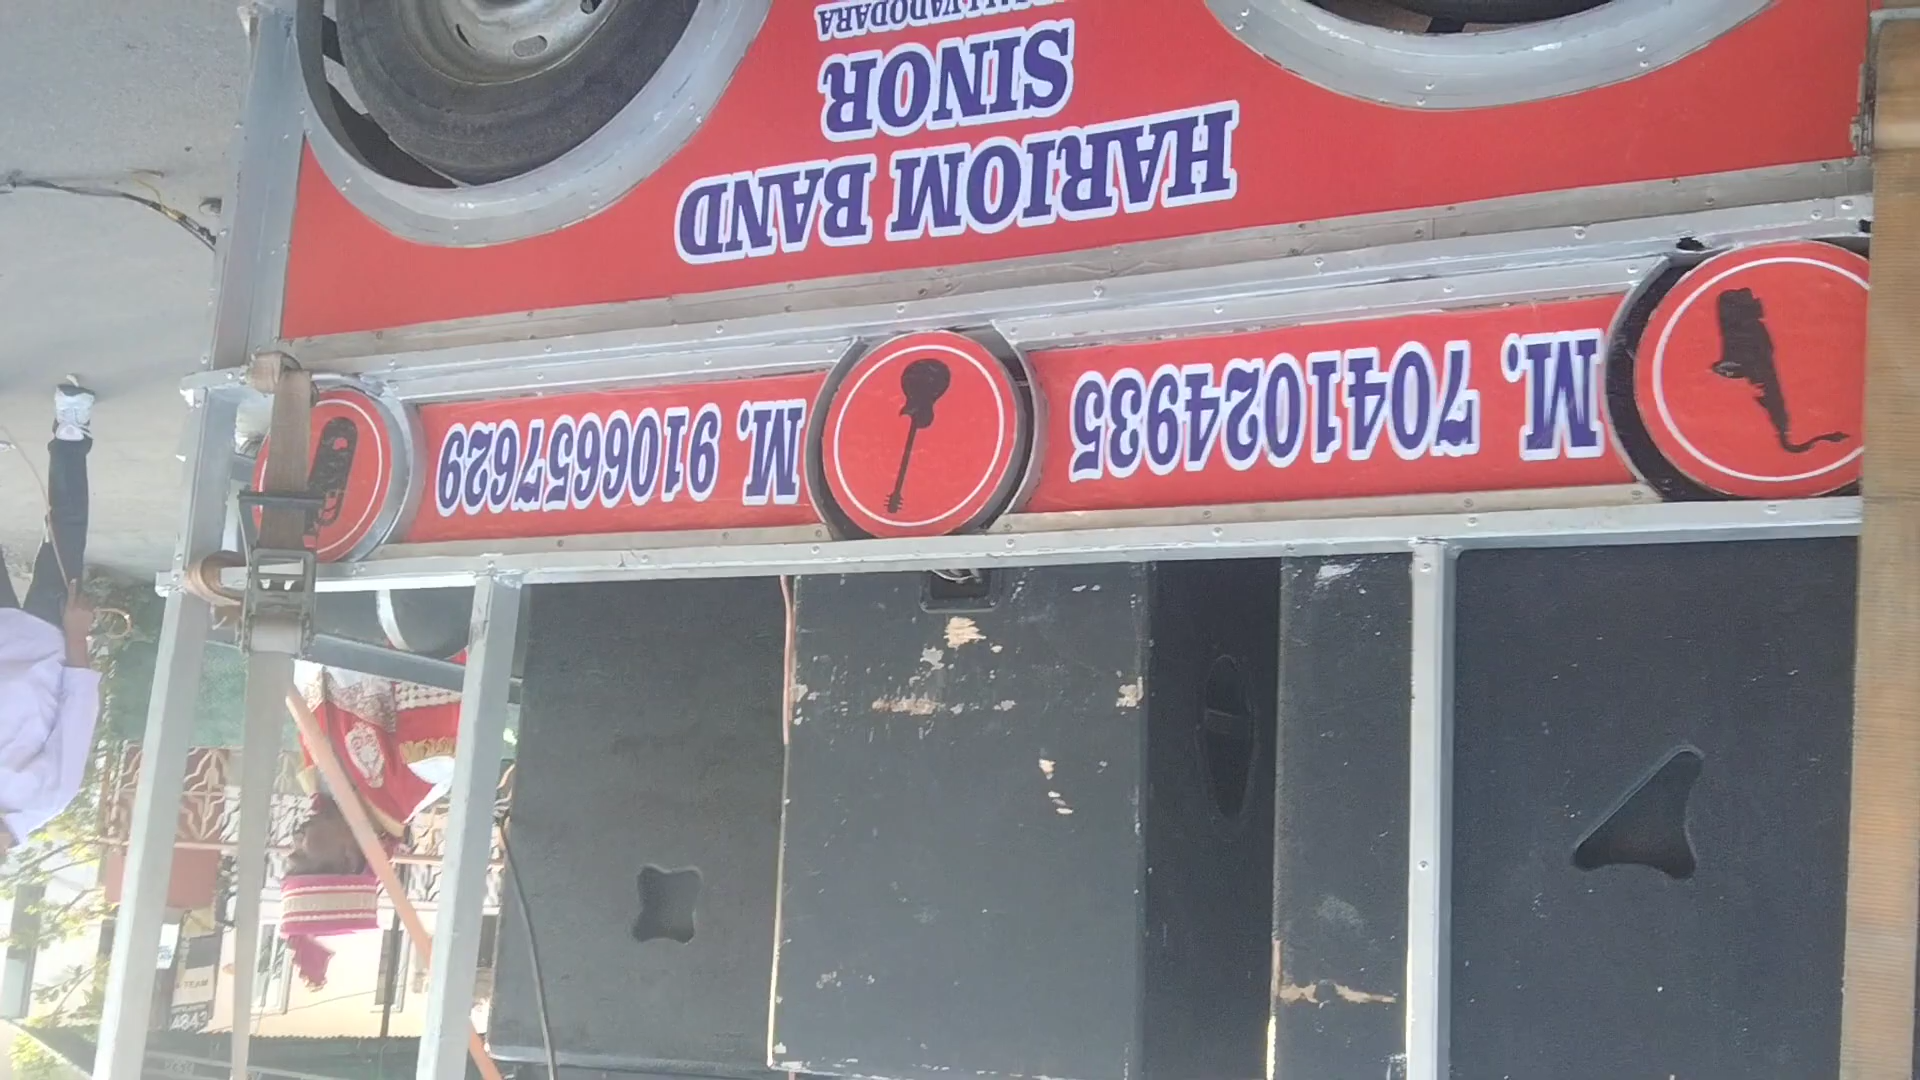 M. 7041024935
M. 9106657629
HARIOM BAND
SINOR
VADODARA